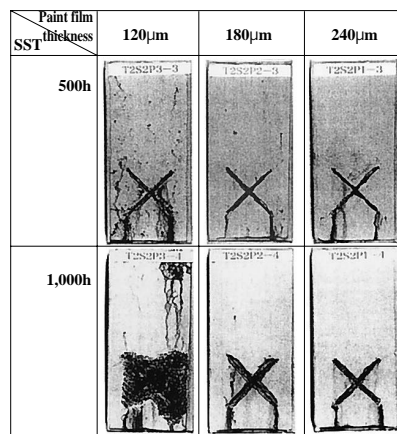 Paint film
thickness
SST
120μm
180μm
240μm
500h
T2S2P3-3
T2S2P2-3
T2S2P1-3
1,000h
T2S2P3-4
T2S2P2-4
T2S2P1-4